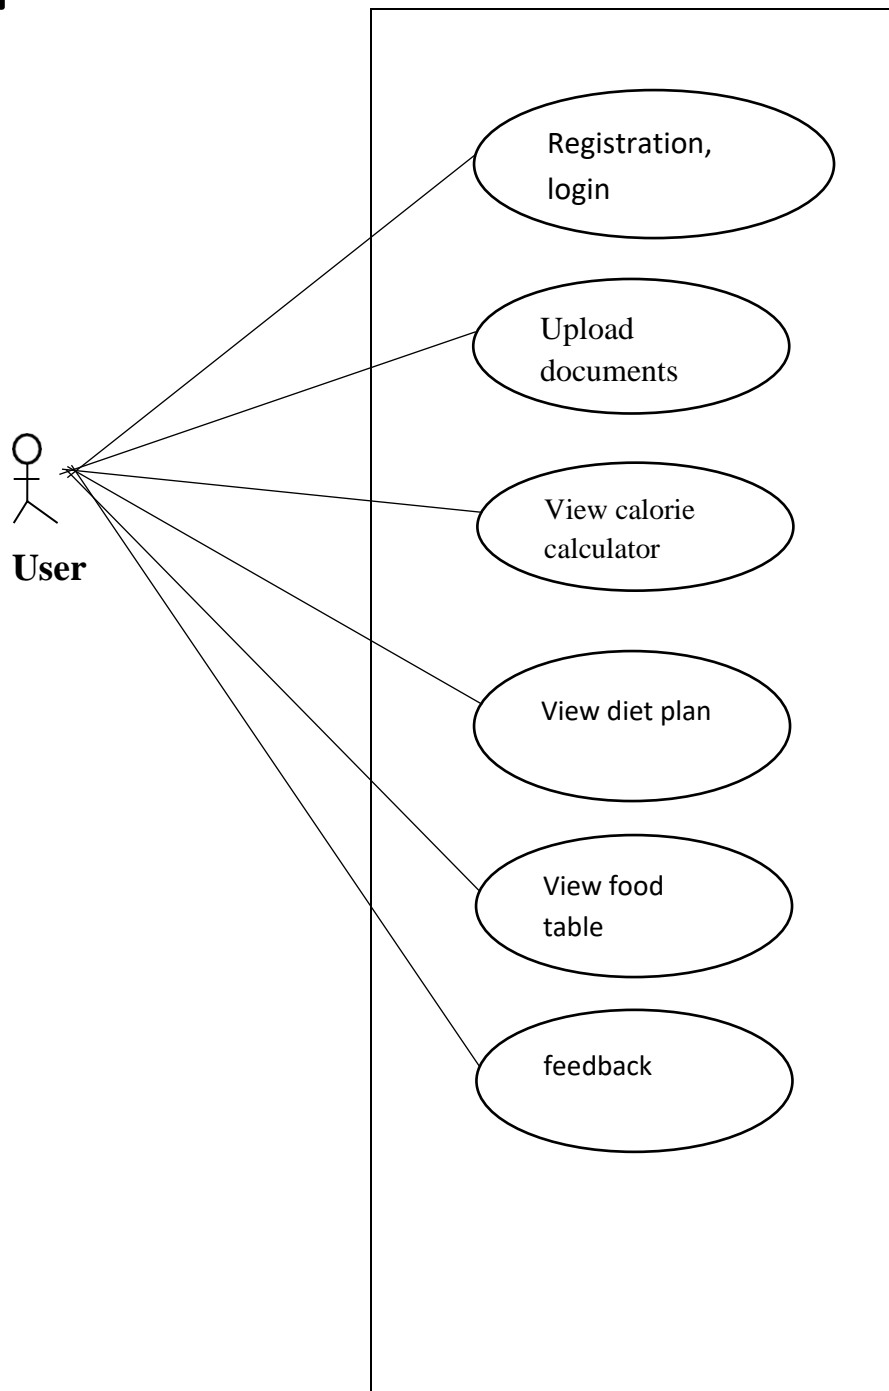 Registration,
login
Upload
documents
View calorie
calculator
User
View diet plan
View food
table
feedback